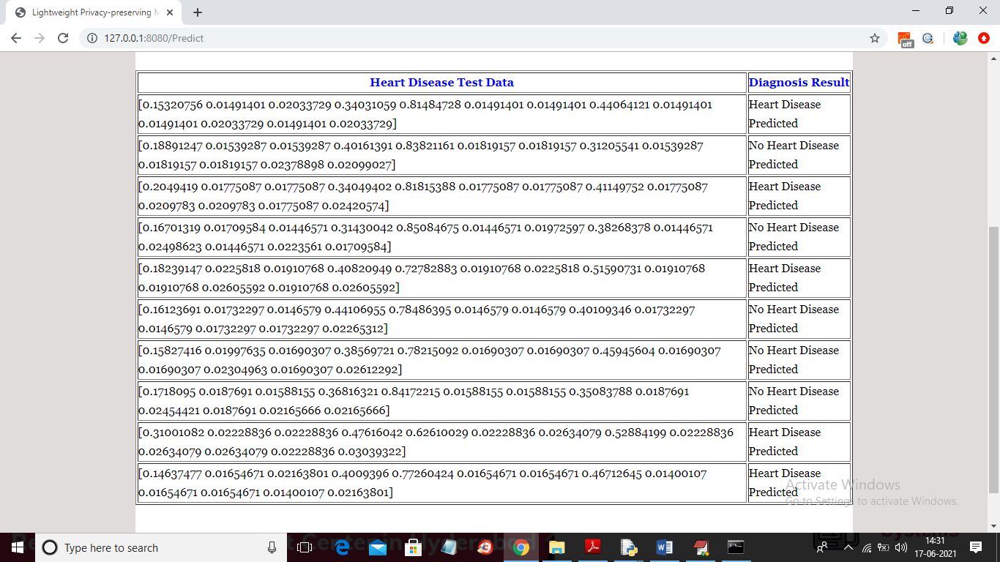 Lightweight Privacy-preserving M
127.0.0.1:8080/Predict
off
Heart Disease Test Data
Diagnosis Result
[0.15320756 0.01491401 0.02033729 0.34031059 0.81484728 0.01491401 0.01491401 0.44064121 0.01491401
0.01491401 0.02033729 0.01491401 0.02033729]
Heart Disease
Predicted
[0.18891247 0.01539287 0.01539287 0.40161391 0.83821161 0.01819157 0.01819157 0.31205541 0.01539287
0.01819157 0.01819157 0.02378898 0.02099027]
No Heart Disease
Predicted
[0.2049419 0.01775087 0.01775087 0.34049402 0.81815388 0.01775087 0.01775087 0.41149752 0.01775087
0.0209783 0.0209783 0.01775087 0.02420574]
Heart Disease
Predicted
[0.16701319 0.01709584 0.01446571 0.31430042 0.85084675 0.01446571 0.01972597 0.38268378 0.01446571
0.02498623 0.01446571 0.0223561 0.01709584]
No Heart Disease
Predicted
[0.18239147 0.0225818 0.01910768 0.40820949 0.72782883 0.01910768 0.0225818 0.51590731 0.01910768
0.01910768 0.02605592 0.01910768 0.02605592]
Heart Disease
Predicted
[0.16123691 0.01732297 0.0146579 0.44106955 0.78486395 0.0146579 0.0146579 0.40109346 0.01732297
0.0146579 0.01732297 0.01732297 0.02265312]
No Heart Disease
Predicted
[0.15827416 0.01997635 0.01690307 0.38569721 0.78215092 0.01690307 0.01690307 0.45945604 0.01690307
0.01690307 0.02304963 0.01690307 0.02612292]
No Heart Disease
Predicted
[0.1718095 0.0187691 0.01588155 0.36816321 0.84172215 0.01588155 0.01588155 0.35083788 0.0187691
0.02454421 0.0187691 0.02165666 0.02165666]
No Heart Disease
Predicted
[0.31001082 0.02228836 0.02228836 0.47616042 0.62610029 0.02228836 0.02634079 0.52884199 0.02228836
0.02634079 0.02634079 0.02228836 0.03039322]
Heart Disease
Predicted
[0.14637477 0.01654671 0.02163801 0.4009396 0.77260424 0.01654671 0.01654671 0.46712645 0.01400107
0.01654671 0.01654671 0.01400107 0.02163801]
Heart Disease
Predicted
Activate Windows
Go to Settings to activate Windows.
Type here to search
14:31
17-06-2021